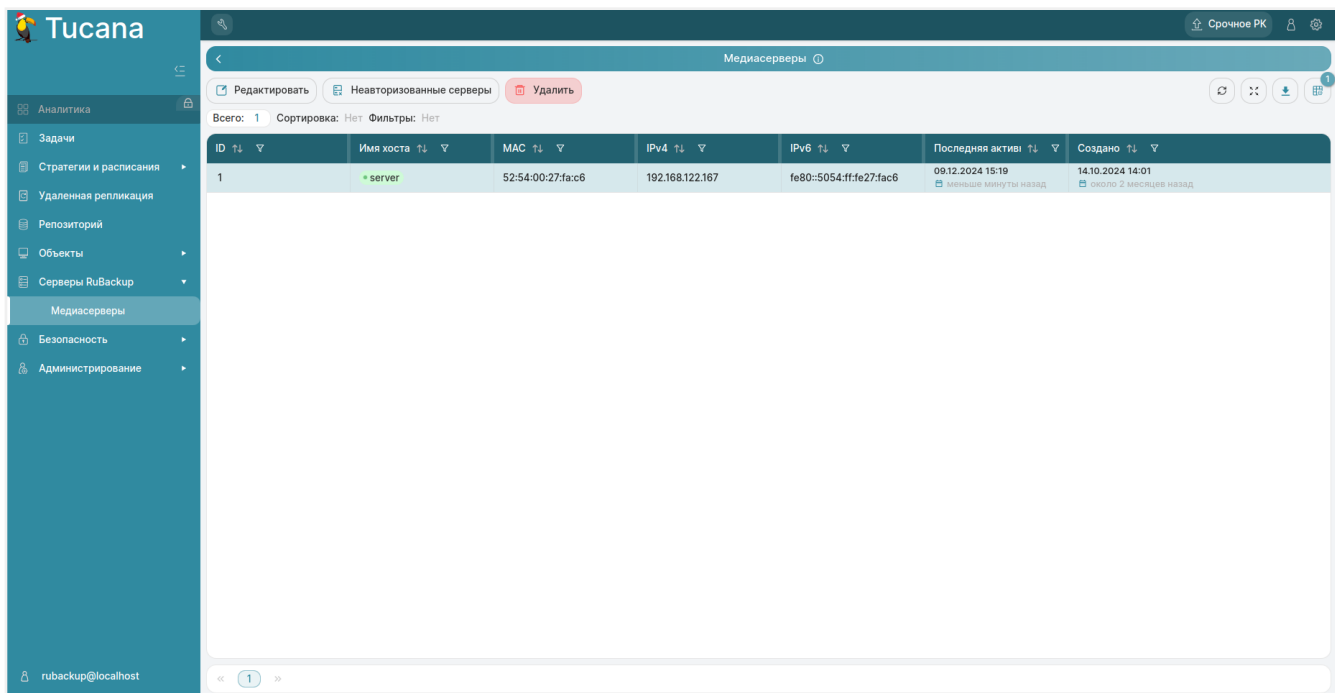 Tucana
Срочное РК
Медиасерверы
Редактировать Неавторизованные серверы Удалить
1
Аналитика
Всего: 1 Сортировка: Нет Фильтры: Нет
Задачи
Стратегии и расписания
Удаленная репликация
Репозиторий
Объекты
Серверы RuBackup
Медиасерверы
Безопасность
Администрирование
ID Имя хоста MAC IPv4 IPv6 Последняя активі Создано
1 server 52:54:00:27:fa:c6 192.168.122.167 fe80::5054:ff:fe27:fac6 09.12.2024 15:19 14.10.2024 14:01
меньше минуты назад около 2 месяцев назад
rubackup@localhost
« 1 »